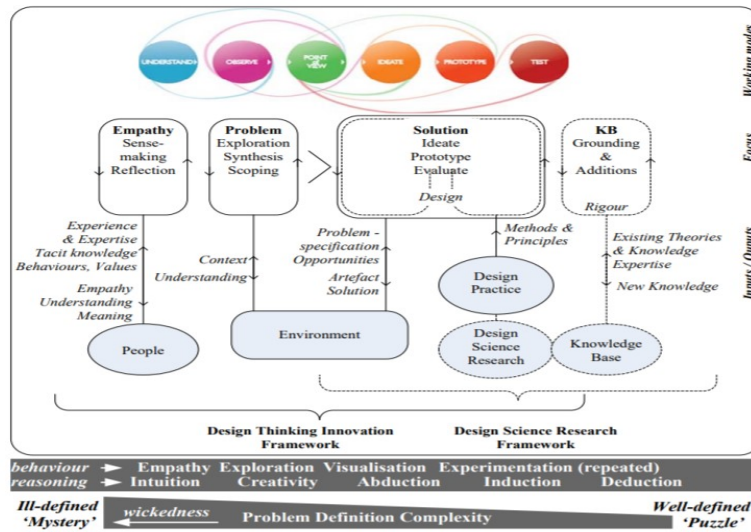 UNDERSTAND
OBSERVE
POINT
of
VIEW
IDEATE
PROTOTYPE
TEST
Working modes
Empathy
Sense-
making
Reflection
Problem
Exploration
Synthesis
Scoping
Solution
Ideate
Prototype
Evaluate
Design
KB
Grounding
&
Additions
Rigour
Focus
Experience
& Expertise
Tacit knowledge
Behaviours, Values
Empathy
Understanding
Meaning
Context
Understanding
Problem -
specification
Opportunities
Artefact
Solution
Methods &
Principles
Existing Theories
& Knowledge
Expertise
New Knowledge
Inputs / Ouputs
People
Environment
Design
Practice
Design
Science
Research
Knowledge
Base
Design Thinking Innovation
Framework
Design Science Research
Framework
behaviour Empathy Exploration Visualisation Experimentation (repeated)
reasoning Intuition Creativity Abduction Induction Deduction
Ill-defined
'Mystery'
wickedness
Problem Definition Complexity
Well-defined
'Puzzle'